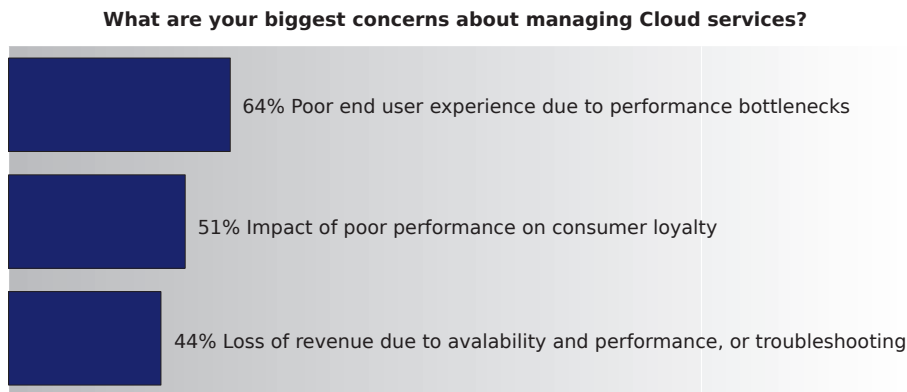 What are your biggest concerns about managing Cloud services?
64% Poor end user experience due to performance bottlenecks
51% Impact of poor performance on consumer loyalty
44% Loss of revenue due to avalability and performance, or troubleshooting